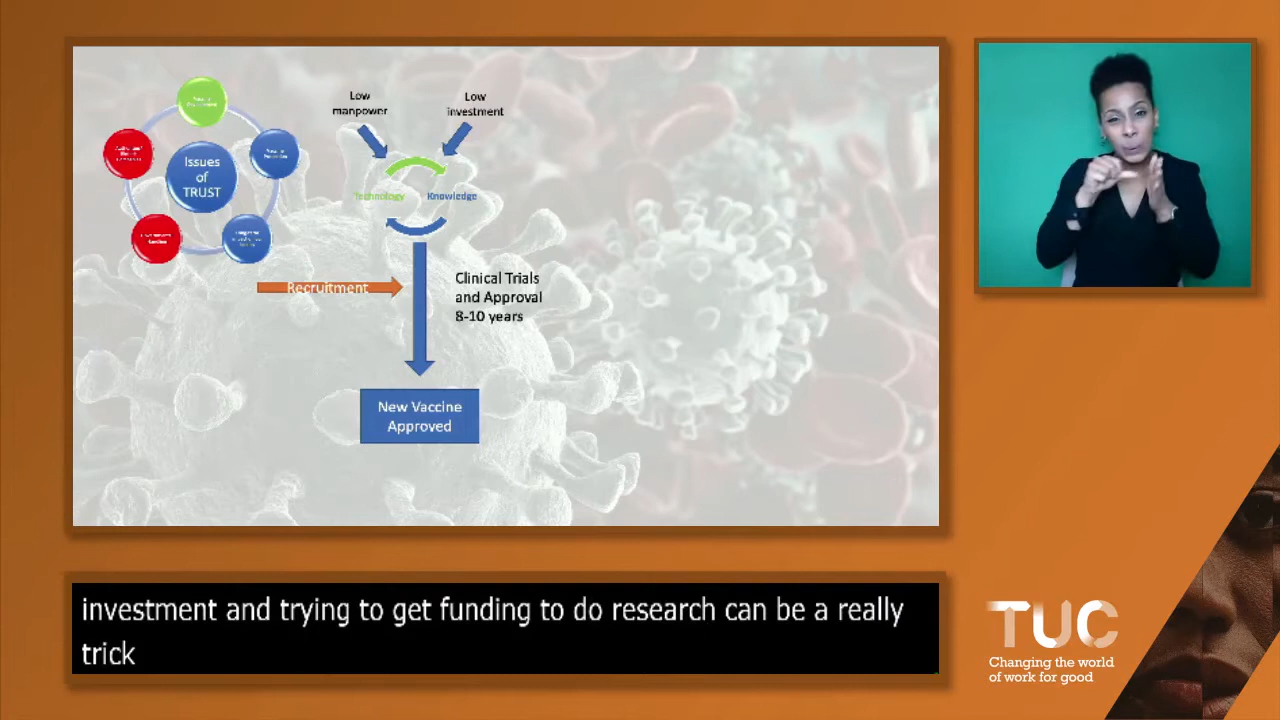 Issues
of
TRUST
Low
manpower
Low
investment
Technology
Knowledge
Recruitment
Clinical Trials
and Approval
8-10 years
New Vaccine
Approved
investment and trying to get funding to do research can be a really
trick
TUC
Changing the world
of work for good